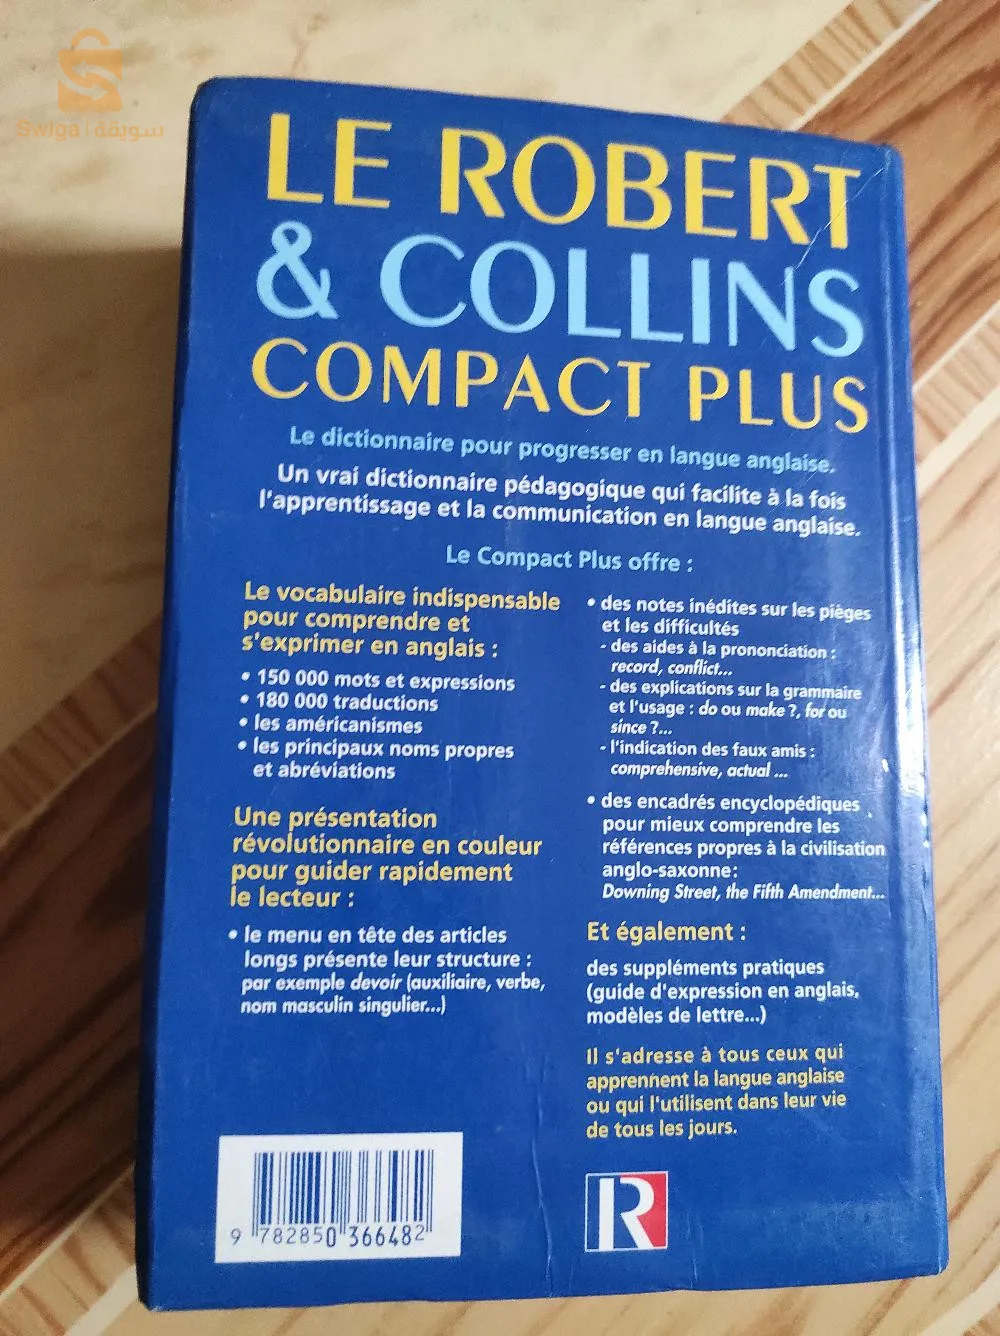 Swiga | سويقة
LE ROBERT
& COLLINS
COMPACT PLUS
Le dictionnaire pour progresser en langue anglaise.
Un vrai dictionnaire pédagogique qui facilite à la fois
l'apprentissage et la communication en langue anglaise.
Le Compact Plus offre :
Le vocabulaire indispensable
pour comprendre et
s'exprimer en anglais :
• 150 000 mots et expressions
• 180 000 traductions
• les américanismes
• les principaux noms propres
et abréviations
Une présentation
révolutionnaire en couleur
pour guider rapidement
le lecteur :
• le menu en tête des articles
longs présente leur structure :
par exemple devoir (auxiliaire, verbe,
nom masculin singulier...)
• des notes inédites sur les pièges
et les difficultés
- des aides à la prononciation :
record, conflict...
- des explications sur la grammaire
et l'usage : do ou make ?, for ou
since ?...
- l'indication des faux amis :
comprehensive, actual ...
• des encadrés encyclopédiques
pour mieux comprendre les
références propres à la civilisation
anglo-saxonne :
Downing Street, the Fifth Amendment...
Et également :
des suppléments pratiques
(guide d'expression en anglais,
modèles de lettre...)
Il s'adresse à tous ceux qui
apprennent la langue anglaise
ou qui l'utilisent dans leur vie
de tous les jours.
9 782850 366482
R